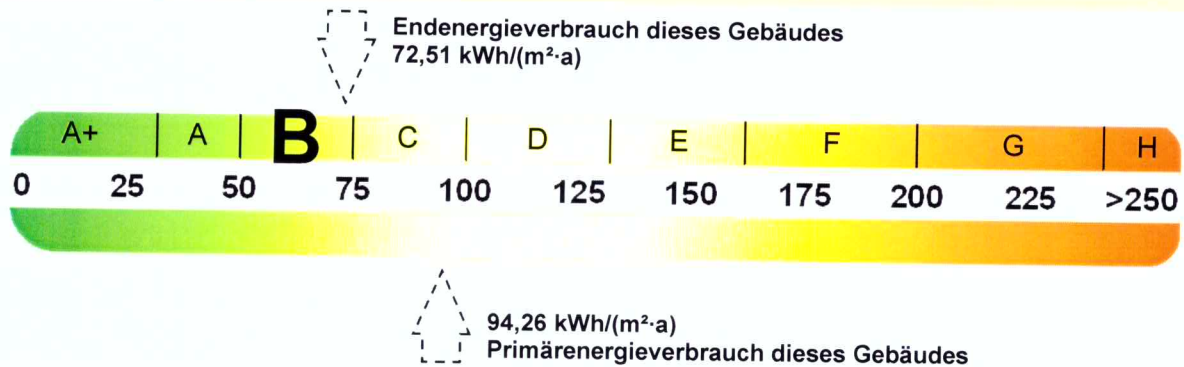 Endenergieverbrauch dieses Gebäudes
72,51 kWh/(m²·a)
A+ A B C D E F G H
0 25 50 75 100 125 150 175 200 225 >250
94,26 kWh/(m²·a)
Primärenergieverbrauch dieses Gebäudes